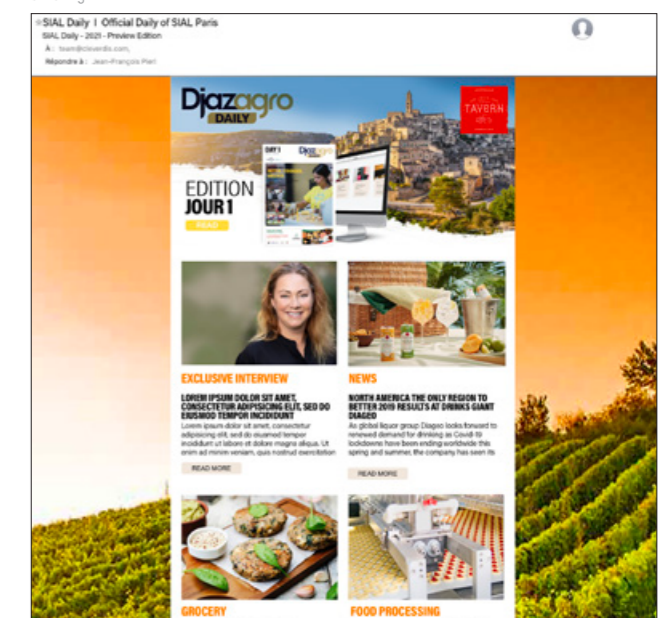 SIAL Daily I Official Daily of SIAL Paris
SIAL Daily - 2021 - Preview Edition
À : team@cleverdis.com,
Répondre à : Jean-François Pieri
Djazagro
DAILY
TAVERN
DAY 1
Djazagro
EDITION
JOUR 1
READ
EXCLUSIVE INTERVIEW
LOREM IPSUM DOLOR SIT AMET,
CONSECTETUR ADIPISICING ELIT, SED DO
EIUSMOD TEMPOR INCIDIDUNT
Lorem ipsum dolor sit amet, consectetur
adipisicing elit, sed do eiusmod tempor
incididunt ut labore et dolore magna aliqua. Ut
enim ad minim veniam, quis nostrud exercitation
READ MORE
NEWS
NORTH AMERICA THE ONLY REGION TO
BETTER 2019 RESULTS AT DRINKS GIANT
DIAGEO
As global liquor group Diageo looks forward to
renewed demand for drinking as Covid-19
lockdowns have been ending worldwide this
spring and summer, the company has seen its
READ MORE
GROCERY
FOOD PROCESSING